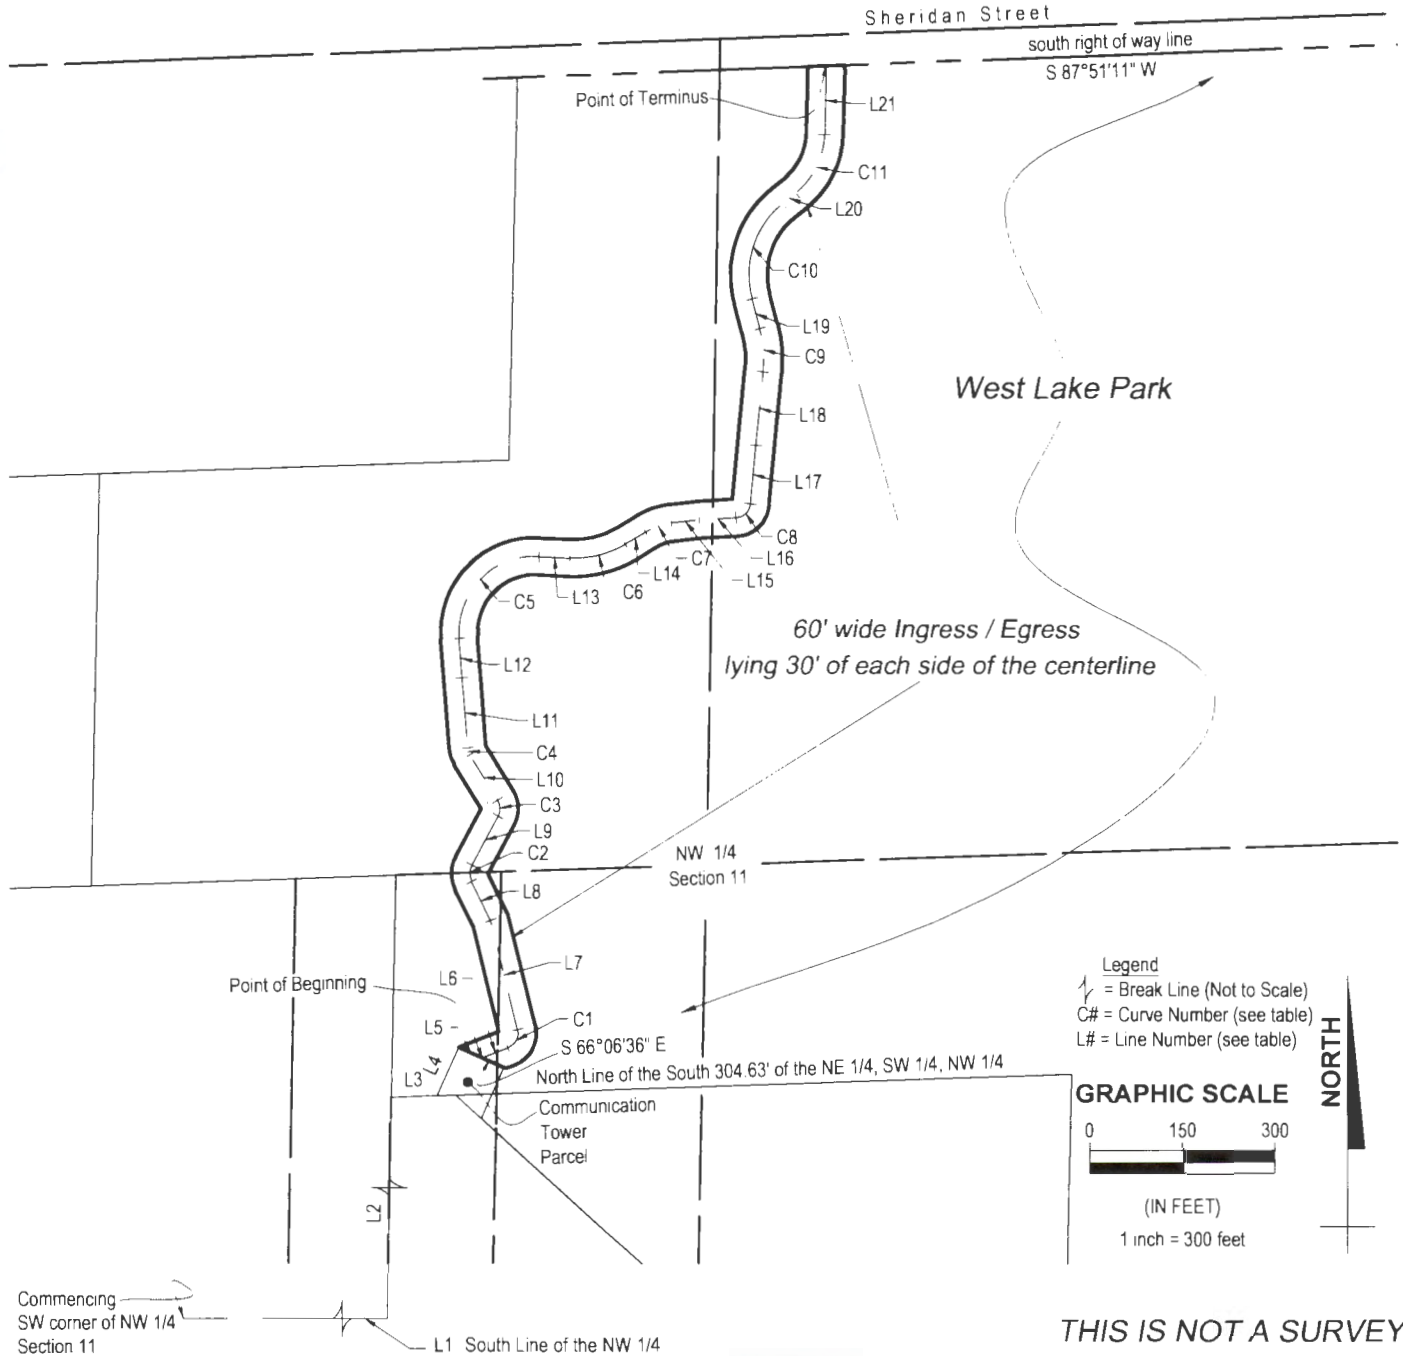 Sheridan Street
south right of way line
S 87°51'11" W
Point of Terminus
L21
C11
L20
C10
L19
C9
West Lake Park
L18
L17
C8
L16
C7
L15
L14
C6
L13
C5
60' wide Ingress / Egress
lying 30' of each side of the centerline
L12
L11
C4
L10
C3
L9
C2
NW 1/4
Section 11
L8
L7
L6
Point of Beginning
L5
C1
S 66°06'36" E
L4
L3
North Line of the South 304.63' of the NE 1/4, SW 1/4, NW 1/4
Communication
Tower
Parcel
L2
Legend
= Break Line (Not to Scale)
C# = Curve Number (see table)
L# = Line Number (see table)
NORTH
GRAPHIC SCALE
0 150 300
(IN FEET)
1 inch = 300 feet
Commencing
SW corner of NW 1/4
Section 11
L1 South Line of the NW 1/4
THIS IS NOT A SURVEY